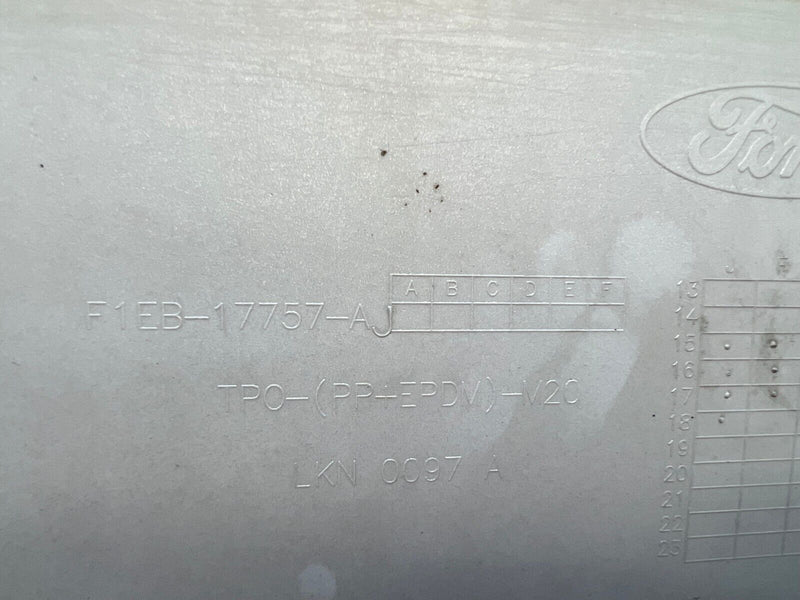 Ford
A B C D E F
F1EB-17757-AJ
TPO-(PP+EPDM)-M20
LKN 0097 A
J F
13
14
15
16
17
18
19
20
21
22
23